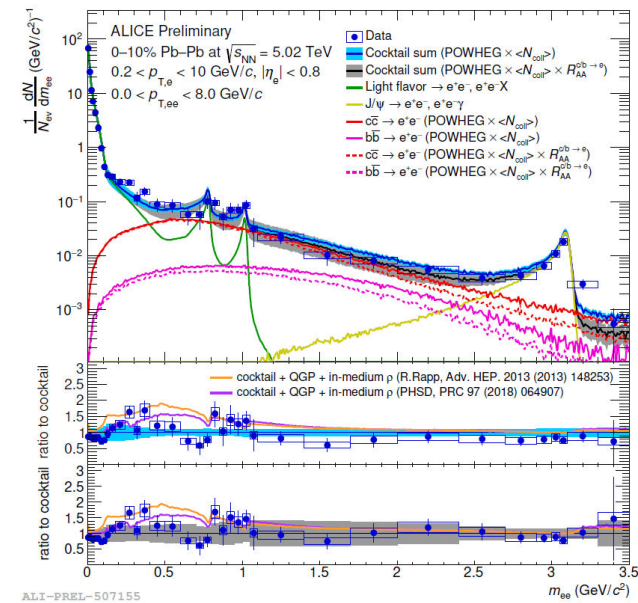 ALICE Preliminary
0–10% Pb–Pb at √s_NN = 5.02 TeV
0.2 < p_T,e < 10 GeV/c, |η_e| < 0.8
0.0 < p_T,ee < 8.0 GeV/c
Data
Cocktail sum (POWHEG × <N_coll>)
Cocktail sum (POWHEG × <N_coll>) × R_AA^c/b → e)
Light flavor → e⁺e⁻, e⁺e⁻X
J/ψ → e⁺e⁻, e⁺e⁻γ
cc̄ → e⁺e⁻ (POWHEG × <N_coll>)
bb̄ → e⁺e⁻ (POWHEG × <N_coll>)
cc̄ → e⁺e⁻ (POWHEG × <N_coll> × R_AA^c/b → e)
bb̄ → e⁺e⁻ (POWHEG × <N_coll> × R_AA^c/b → e)
1/N_ev dN/dm_ee (GeV/c²)⁻¹
10²
10
1
10⁻¹
10⁻²
10⁻³
cocktail + QGP + in-medium ρ (R.Rapp, Adv. HEP. 2013 (2013) 148253)
cocktail + QGP + in-medium ρ (PHSD, PRC 97 (2018) 064907)
ratio to cocktail
3
2.5
2
1.5
1
0.5
ratio to cocktail
3
2.5
2
1.5
1
0.5
0 0.5 1 1.5 2 2.5 3 3.5
m_ee (GeV/c²)
ALI-PREL-507155